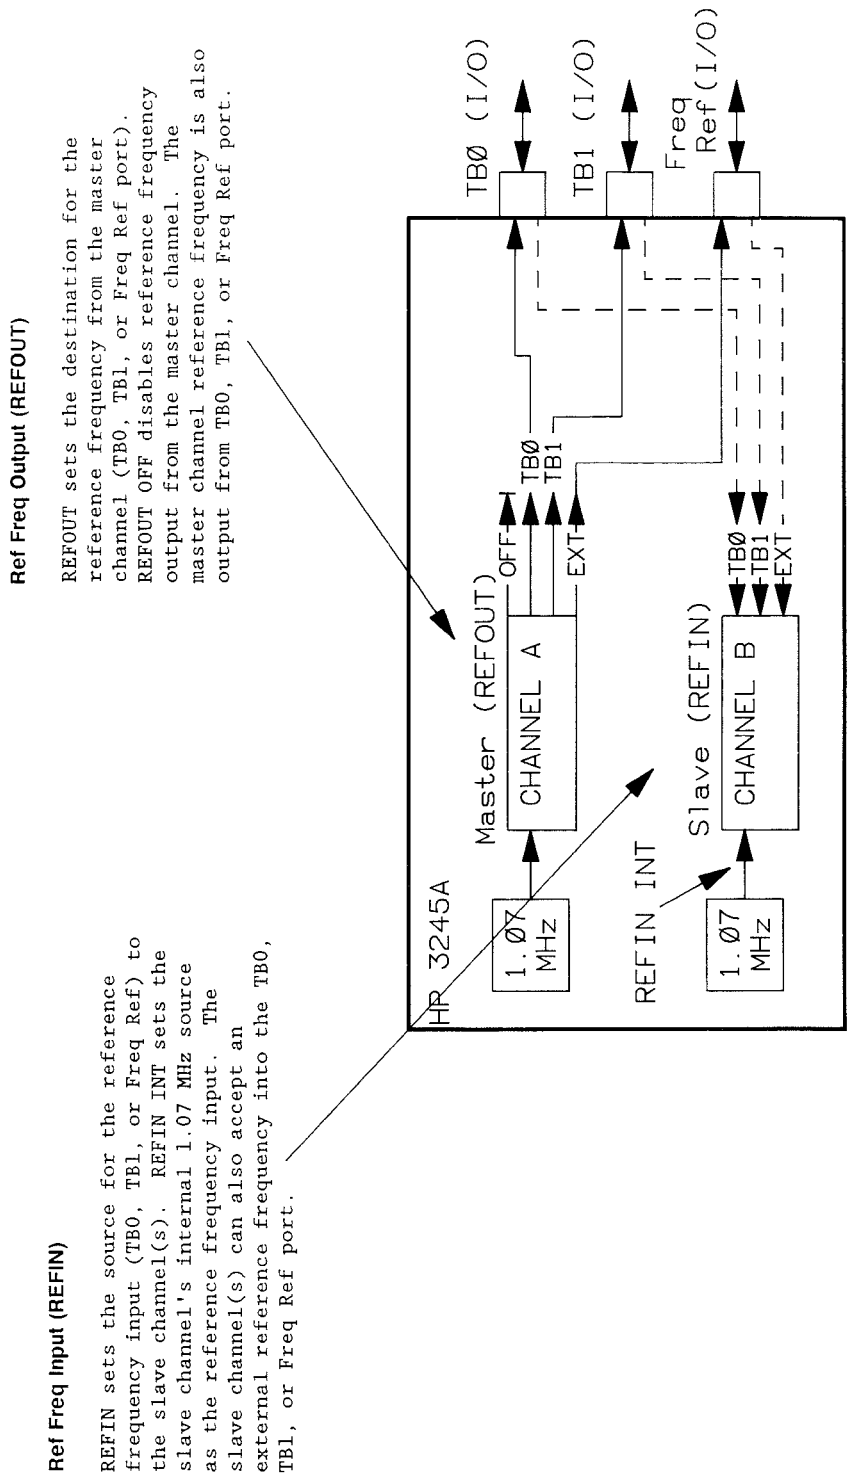 Ref Freq Input (REFIN)
REFIN sets the source for the reference
frequency input (TB0, TB1, or Freq Ref) to
the slave channel(s). REFIN INT sets the
slave channel's internal 1.07 MHz source
as the reference frequency input. The
slave channel(s) can also accept an
external reference frequency into the TB0,
TB1, or Freq Ref port.
Ref Freq Output (REFOUT)
REFOUT sets the destination for the
reference frequency from the master
channel (TB0, TB1, or Freq Ref port).
REFOUT OFF disables reference frequency
output from the master channel. The
master channel reference frequency is also
output from TB0, TB1, or Freq Ref port.
HP 3245A
Master (REFOUT)
1.07
MHz
CHANNEL A
OFF
TB0
TB1
EXT
REFIN INT
Slave (REFIN)
1.07
MHz
CHANNEL B
TB0
TB1
EXT
TB0 (I/O)
TB1 (I/O)
Freq
Ref (I/O)